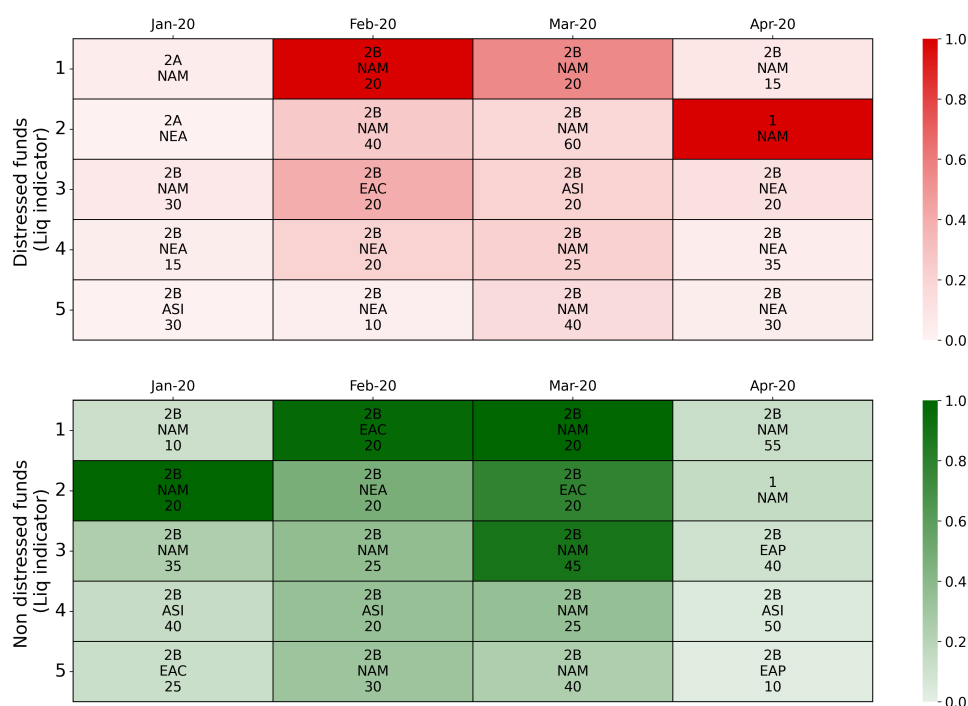 Jan-20 Feb-20 Mar-20 Apr-20
Distressed funds
(Liq indicator)
1
2A
NAM
2B
NAM
20
2B
NAM
20
2B
NAM
15
2
2A
NEA
2B
NAM
40
2B
NAM
60
1
NAM
3
2B
NAM
30
2B
EAC
20
2B
ASI
20
2B
NEA
20
4
2B
NEA
15
2B
NEA
20
2B
NAM
25
2B
NEA
35
5
2B
ASI
30
2B
NEA
10
2B
NAM
40
2B
NEA
30
1.0
0.8
0.6
0.4
0.2
0.0
Jan-20 Feb-20 Mar-20 Apr-20
Non distressed funds
(Liq indicator)
1
2B
NAM
10
2B
EAC
20
2B
NAM
20
2B
NAM
55
2
2B
NAM
20
2B
NEA
20
2B
EAC
20
1
NAM
3
2B
NAM
35
2B
NAM
25
2B
NAM
45
2B
EAP
40
4
2B
ASI
40
2B
ASI
20
2B
NAM
25
2B
ASI
50
5
2B
EAC
25
2B
NAM
30
2B
NAM
40
2B
EAP
10
1.0
0.8
0.6
0.4
0.2
0.0